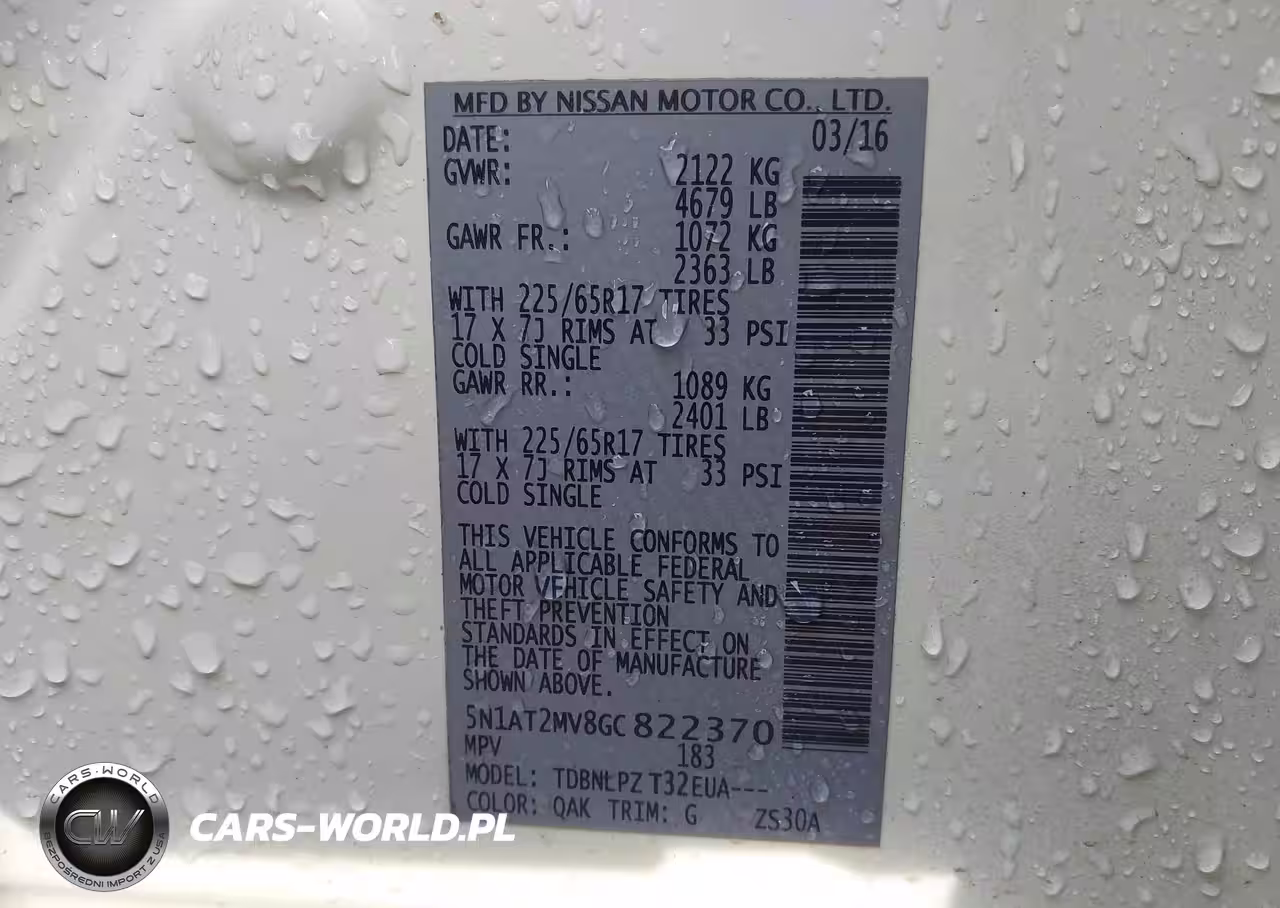 MFD BY NISSAN MOTOR CO., LTD.
DATE: 03/16
GVWR: 2122 KG
4679 LB
GAWR FR.: 1072 KG
2363 LB
WITH 225/65R17 TIRES
17 X 7J RIMS AT 33 PSI
COLD SINGLE
GAWR RR.: 1089 KG
2401 LB
WITH 225/65R17 TIRES
17 X 7J RIMS AT 33 PSI
COLD SINGLE
THIS VEHICLE CONFORMS TO
ALL APPLICABLE FEDERAL
MOTOR VEHICLE SAFETY AND
THEFT PREVENTION
STANDARDS IN EFFECT ON
THE DATE OF MANUFACTURE
SHOWN ABOVE.
5N1AT2MV8GC822370
MPV 183
MODEL: TDBNLPZ T32EUA---
COLOR: QAK TRIM: G ZS30A
CARS-WORLD
CW
BEZPOŚREDNI IMPORT Z USA
CARS-WORLD.PL